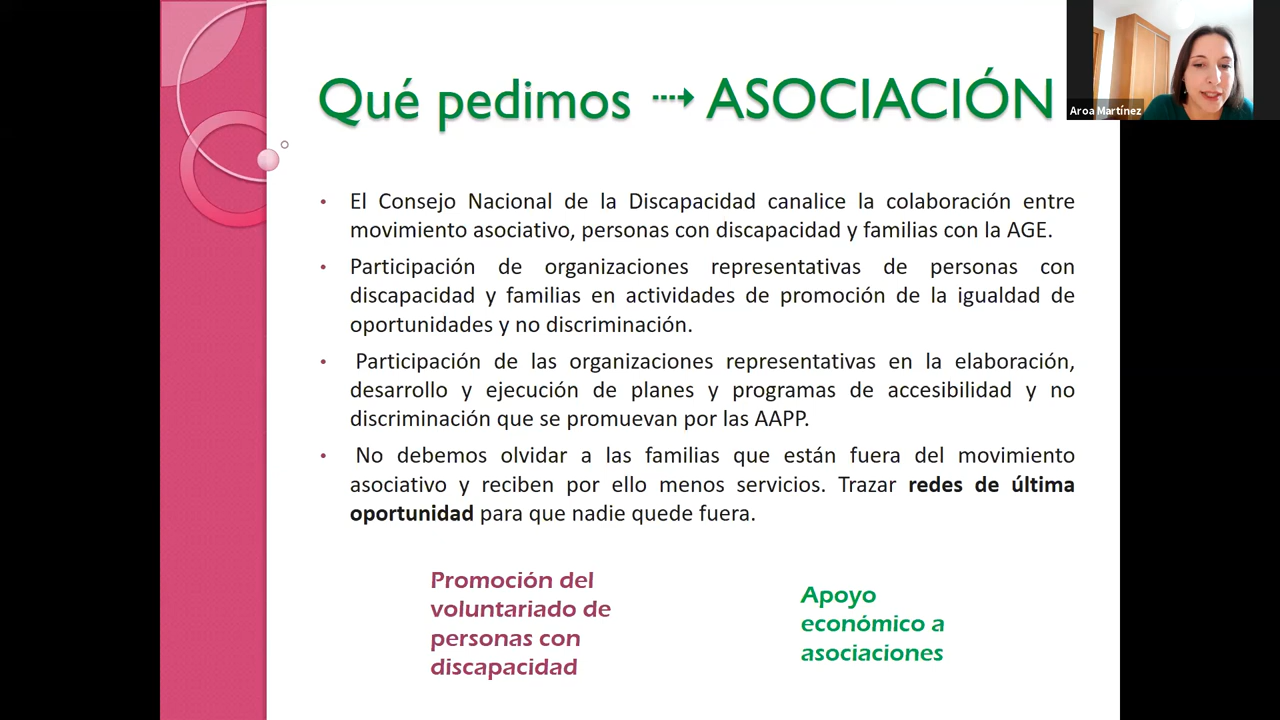 Qué pedimos ⇢ ASOCIACIÓN
Aroa Martínez
• El Consejo Nacional de la Discapacidad canalice la colaboración entre
movimiento asociativo, personas con discapacidad y familias con la AGE.
• Participación de organizaciones representativas de personas con
discapacidad y familias en actividades de promoción de la igualdad de
oportunidades y no discriminación.
• Participación de las organizaciones representativas en la elaboración,
desarrollo y ejecución de planes y programas de accesibilidad y no
discriminación que se promuevan por las AAPP.
• No debemos olvidar a las familias que están fuera del movimiento
asociativo y reciben por ello menos servicios. Trazar redes de última
oportunidad para que nadie quede fuera.
Promoción del
voluntariado de
personas con
discapacidad
Apoyo
económico a
asociaciones